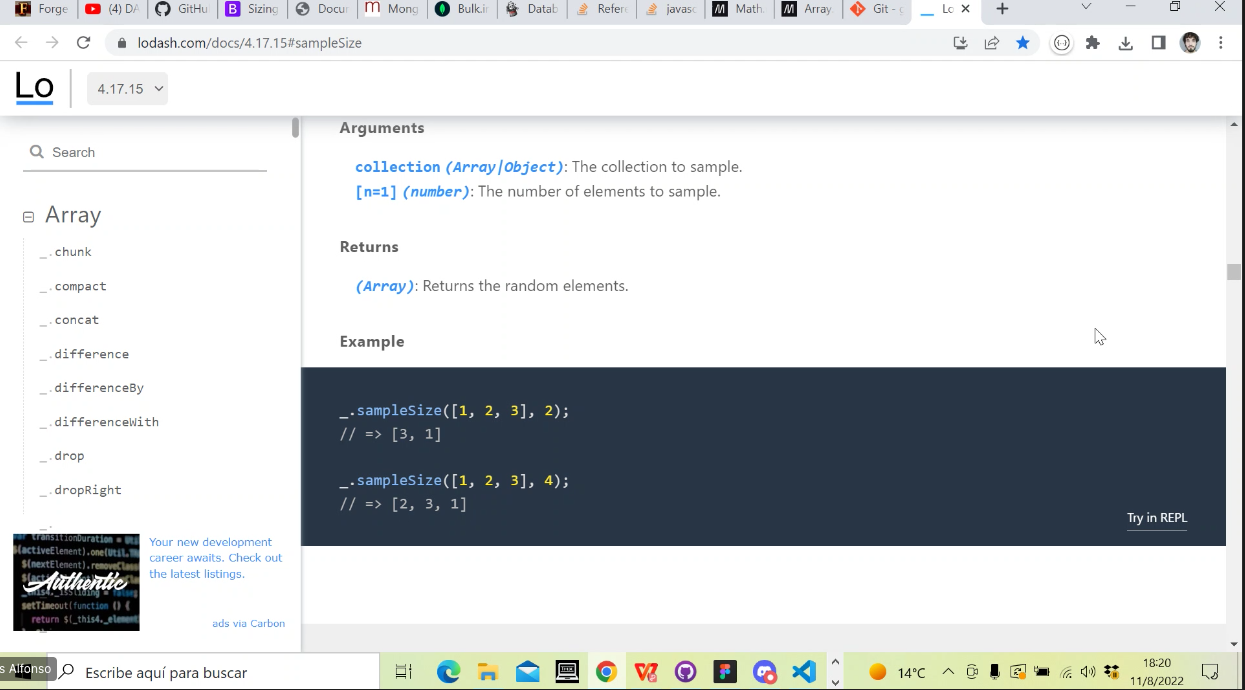 Forge
(4) DA
GitHu
Sizing
Docur
Mong
Bulk.in
Datab
Refere
javasc
Math.
Array.
Git - g
Lo
lodash.com/docs/4.17.15#sampleSize
Lo
4.17.15
Search
Array
_.chunk
_.compact
_.concat
_.difference
_.differenceBy
_.differenceWith
_.drop
_.dropRight
Arguments
collection (Array|Object): The collection to sample.
[n=1] (number): The number of elements to sample.
Returns
(Array): Returns the random elements.
Example
_.sampleSize([1, 2, 3], 2);
// => [3, 1]
_.sampleSize([1, 2, 3], 4);
// => [2, 3, 1]
Try in REPL
Authentic
Your new development
career awaits. Check out
the latest listings.
ads via Carbon
s Alfonso
Escribe aquí para buscar
14°C
18:20
11/8/2022